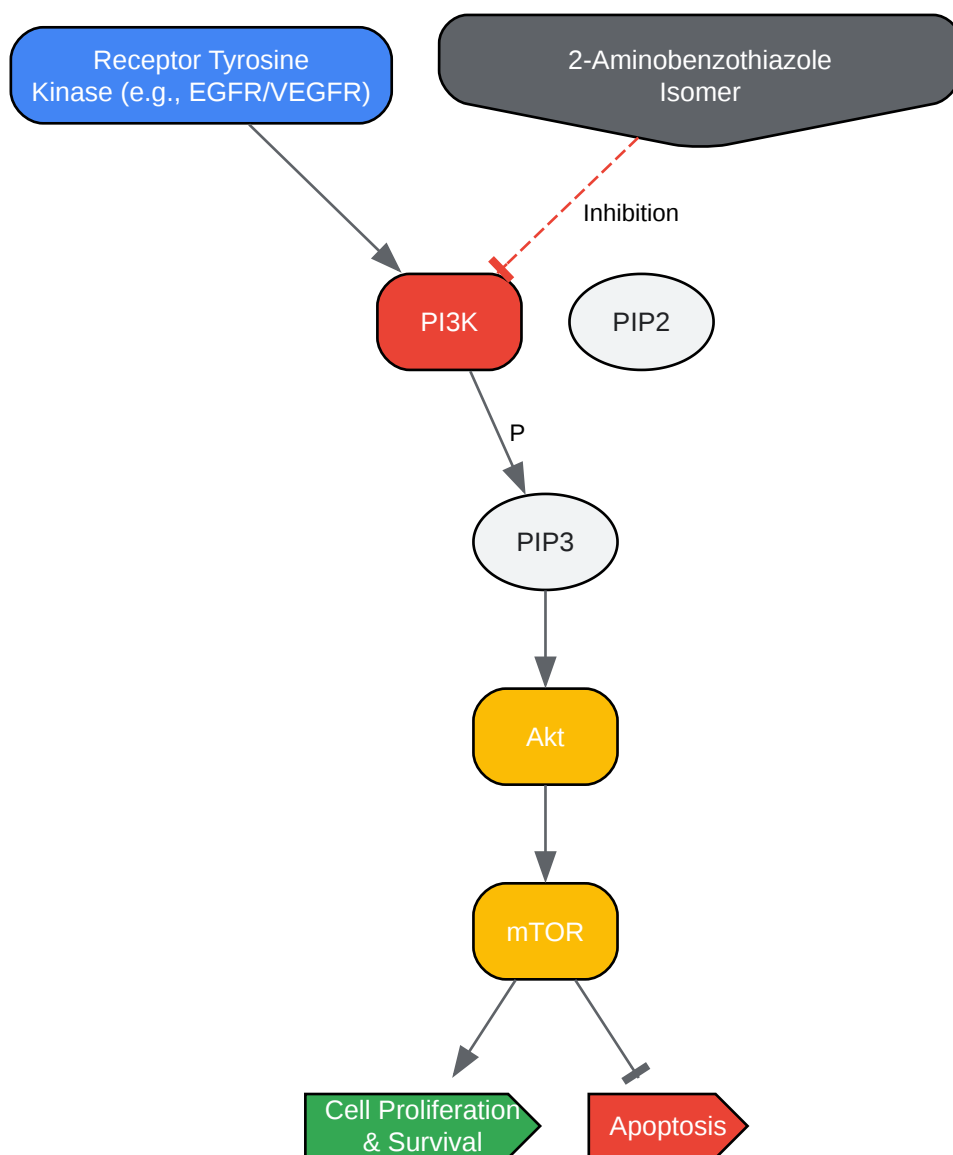 Receptor Tyrosine
Kinase (e.g., EGFR/VEGFR)
2-Aminobenzothiazole
Isomer
Inhibition
PI3K
PIP2
P
PIP3
Akt
mTOR
Cell Proliferation
& Survival
Apoptosis